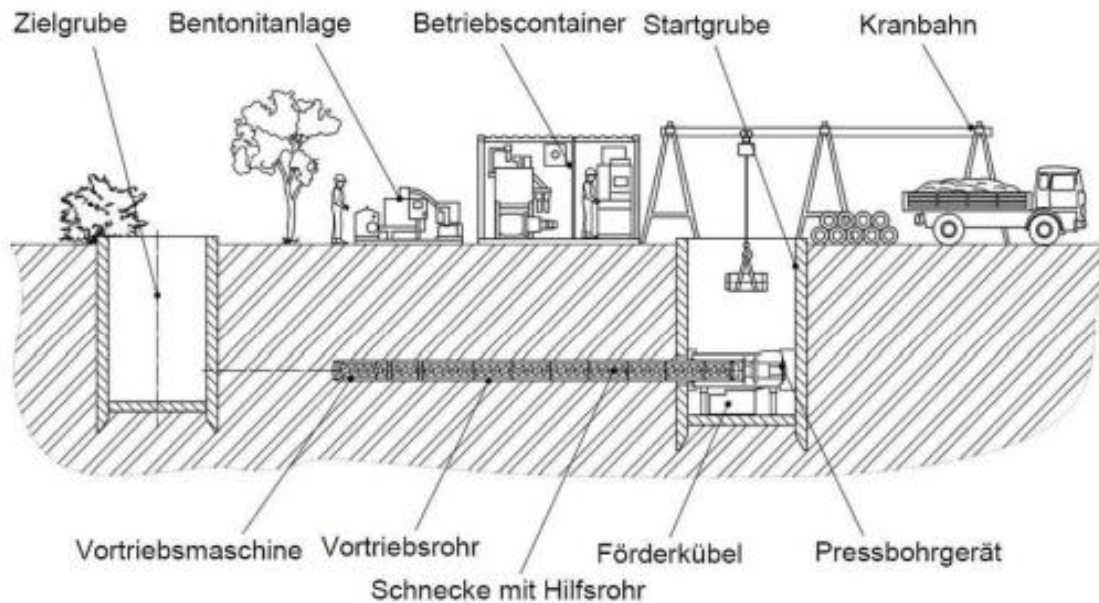 Zielgrube
Bentonitanlage
Betriebscontainer
Startgrube
Kranbahn
Vortriebsmaschine
Vortriebsrohr
Schnecke mit Hilfsrohr
Förderkübel
Pressbohrgerät